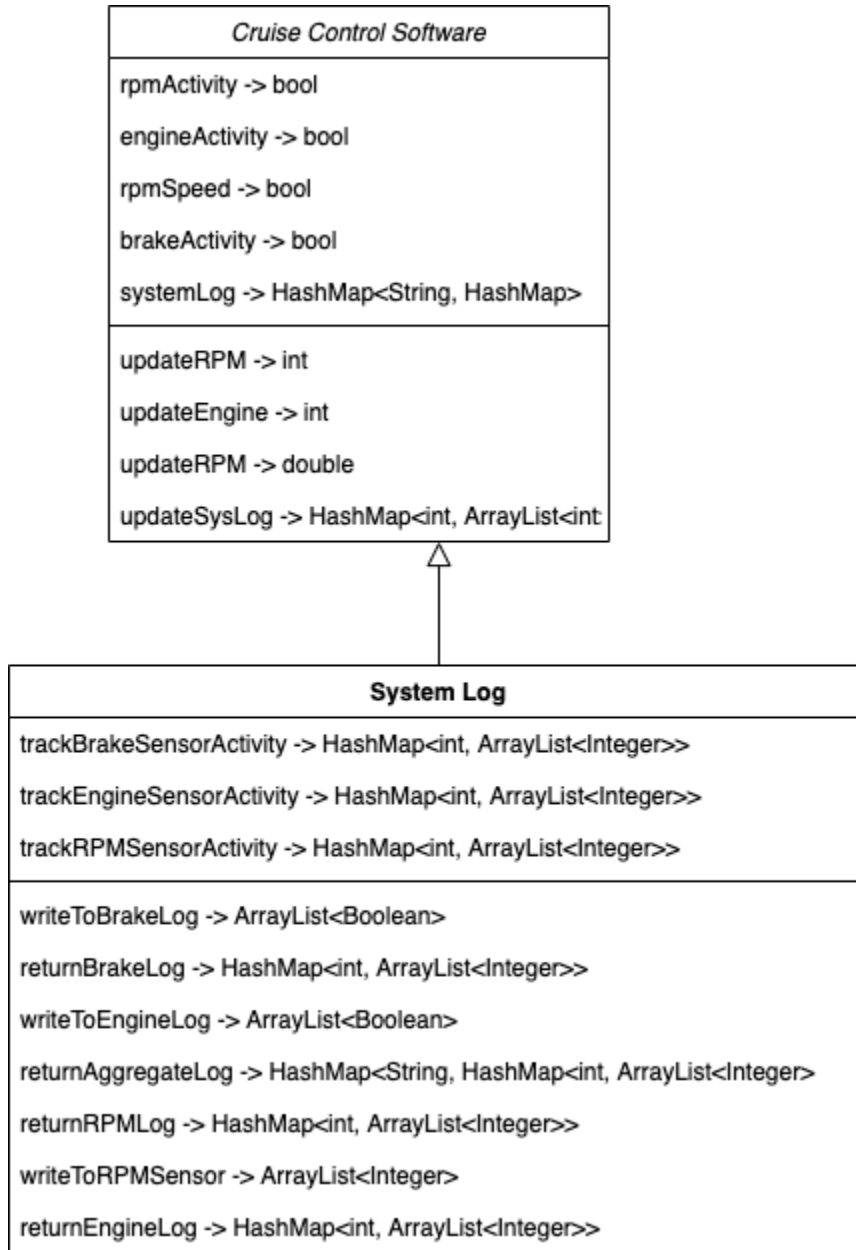 Cruise Control Software
rpmActivity -> bool
engineActivity -> bool
rpmSpeed -> bool
brakeActivity -> bool
systemLog -> HashMap<String, HashMap>
updateRPM -> int
updateEngine -> int
updateRPM -> double
updateSysLog -> HashMap<int, ArrayList<int
System Log
trackBrakeSensorActivity -> HashMap<int, ArrayList<Integer>>
trackEngineSensorActivity -> HashMap<int, ArrayList<Integer>>
trackRPMSensorActivity -> HashMap<int, ArrayList<Integer>>
writeToBrakeLog -> ArrayList<Boolean>
returnBrakeLog -> HashMap<int, ArrayList<Integer>>
writeToEngineLog -> ArrayList<Boolean>
returnAggregateLog -> HashMap<String, HashMap<int, ArrayList<Integer>
returnRPMLog -> HashMap<int, ArrayList<Integer>>
writeToRPMSensor -> ArrayList<Integer>
returnEngineLog -> HashMap<int, ArrayList<Integer>>